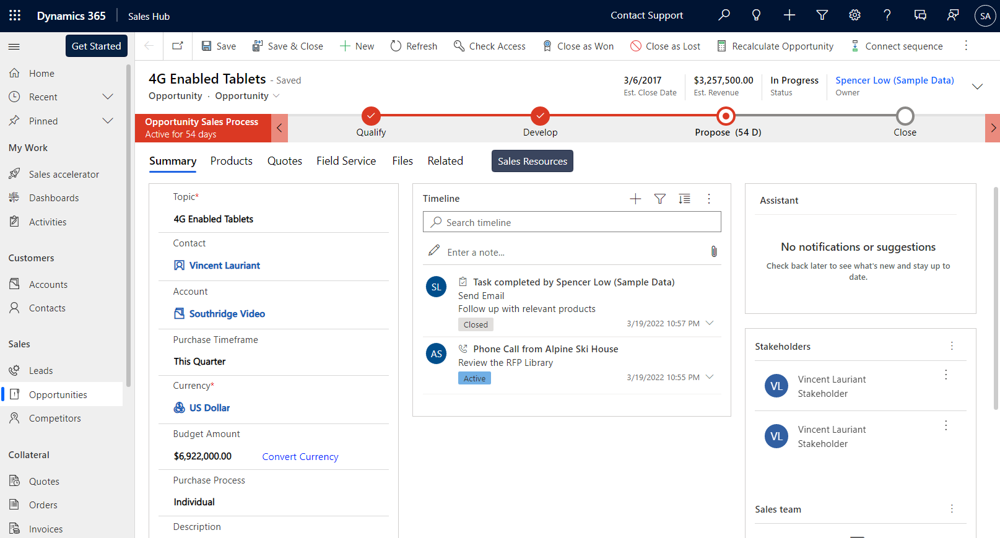 Dynamics 365
Sales Hub
Contact Support
SA
Get Started
Save
Save & Close
New
Refresh
Check Access
Close as Won
Close as Lost
Recalculate Opportunity
Connect sequence
Home
Recent
Pinned
My Work
Sales accelerator
Dashboards
Activities
Customers
Accounts
Contacts
Sales
Leads
Opportunities
Competitors
Collateral
Quotes
Orders
Invoices
4G Enabled Tablets - Saved
Opportunity · Opportunity
3/6/2017
Est. Close Date
$3,257,500.00
Est. Revenue
In Progress
Status
Spencer Low (Sample Data)
Owner
Opportunity Sales Process
Active for 54 days
Qualify
Develop
Propose (54 D)
Close
Summary
Products
Quotes
Field Service
Files
Related
Sales Resources
Topic*
4G Enabled Tablets
Contact
Vincent Lauriant
Account
Southridge Video
Purchase Timeframe
This Quarter
Currency*
US Dollar
Budget Amount
$6,922,000.00
Convert Currency
Purchase Process
Individual
Description
Timeline
Search timeline
Enter a note...
SL
Task completed by Spencer Low (Sample Data)
Send Email
Follow up with relevant products
Closed
3/19/2022 10:57 PM
AS
Phone Call from Alpine Ski House
Review the RFP Library
Active
3/19/2022 10:55 PM
Assistant
No notifications or suggestions
Check back later to see what's new and stay up to
date.
Stakeholders
VL
Vincent Lauriant
Stakeholder
VL
Vincent Lauriant
Stakeholder
Sales team